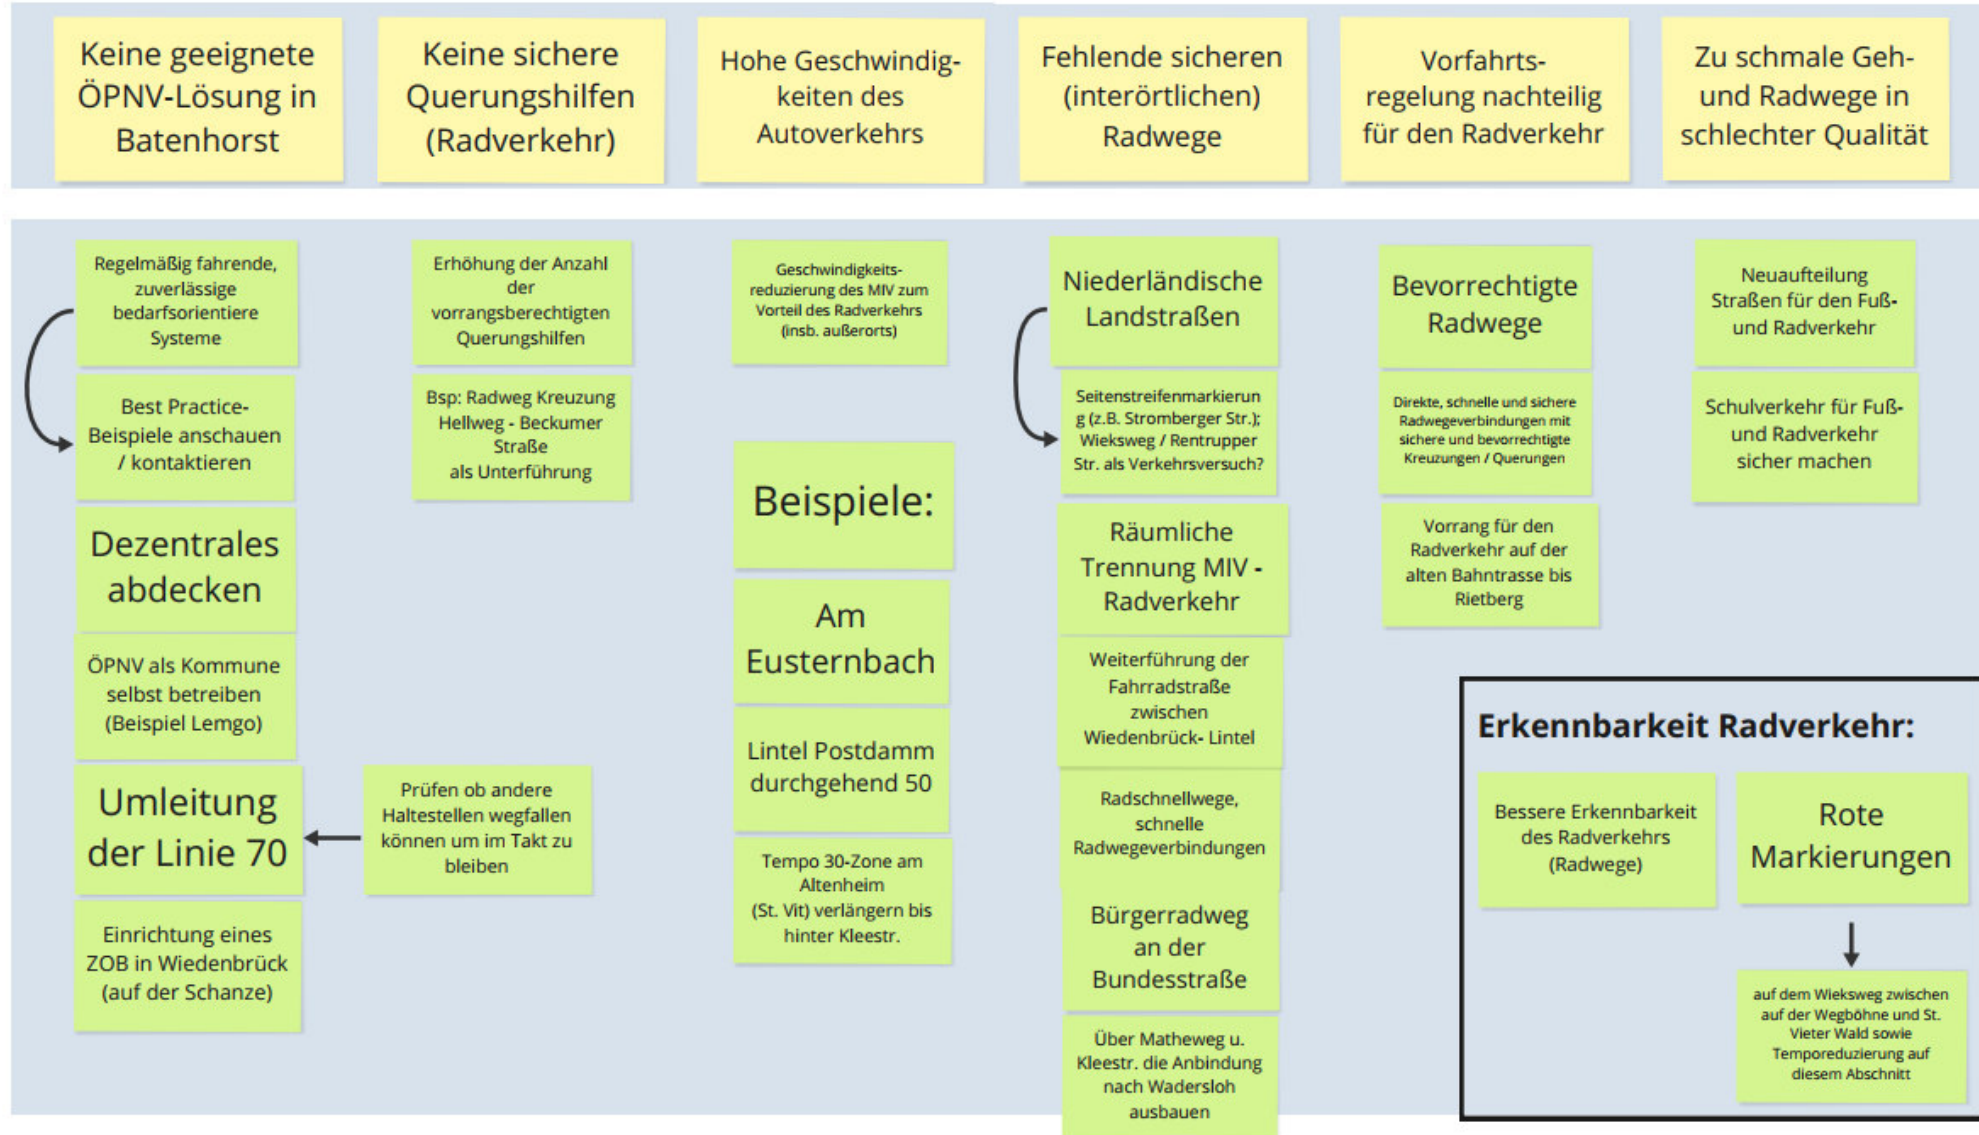 Keine geeignete
ÖPNV-Lösung in
Batenhorst
Keine sichere
Querungshilfen
(Radverkehr)
Hohe Geschwindig-
keiten des
Autoverkehrs
Fehlende sicheren
(interörtlichen)
Radwege
Vorfahrts-
regelung nachteilig
für den Radverkehr
Zu schmale Geh-
und Radwege in
schlechter Qualität
Regelmäßig fahrende,
zuverlässige
bedarfsorientiere
Systeme
Best Practice-
Beispiele anschauen
/ kontaktieren
Dezentrales
abdecken
ÖPNV als Kommune
selbst betreiben
(Beispiel Lemgo)
Umleitung
der Linie 70
Prüfen ob andere
Haltestellen wegfallen
können um im Takt zu
bleiben
Einrichtung eines
ZOB in Wiedenbrück
(auf der Schanze)
Erhöhung der Anzahl
der
vorrangsberechtigten
Querungshilfen
Bsp: Radweg Kreuzung
Hellweg - Beckumer
Straße
als Unterführung
Geschwindigkeits-
reduzierung des MIV zum
Vorteil des Radverkehrs
(insb. außerorts)
Beispiele:
Am
Eusternbach
Lintel Postdamm
durchgehend 50
Tempo 30-Zone am
Altenheim
(St. Vit) verlängern bis
hinter Kleestr.
Niederländische
Landstraßen
Seitenstreifenmarkierun
g (z.B. Stromberger Str.);
Wieksweg / Rentrupper
Str. als Verkehrsversuch?
Räumliche
Trennung MIV -
Radverkehr
Weiterführung der
Fahrradstraße
zwischen
Wiedenbrück- Lintel
Radschnellwege,
schnelle
Radwegeverbindungen
Bürgerradweg
an der
Bundesstraße
Über Matheweg u.
Kleestr. die Anbindung
nach Wadersloh
ausbauen
Bevorrechtigte
Radwege
Direkte, schnelle und sichere
Radwegeverbindungen mit
sichere und bevorrechtigte
Kreuzungen / Querungen
Vorrang für den
Radverkehr auf der
alten Bahntrasse bis
Rietberg
Neuaufteilung
Straßen für den Fuß-
und Radverkehr
Schulverkehr für Fuß-
und Radverkehr
sicher machen
Erkennbarkeit Radverkehr:
Bessere Erkennbarkeit
des Radverkehrs
(Radwege)
Rote
Markierungen
auf dem Wieksweg zwischen
auf der Wegböhne und St.
Vieter Wald sowie
Temporeduzierung auf
diesem Abschnitt